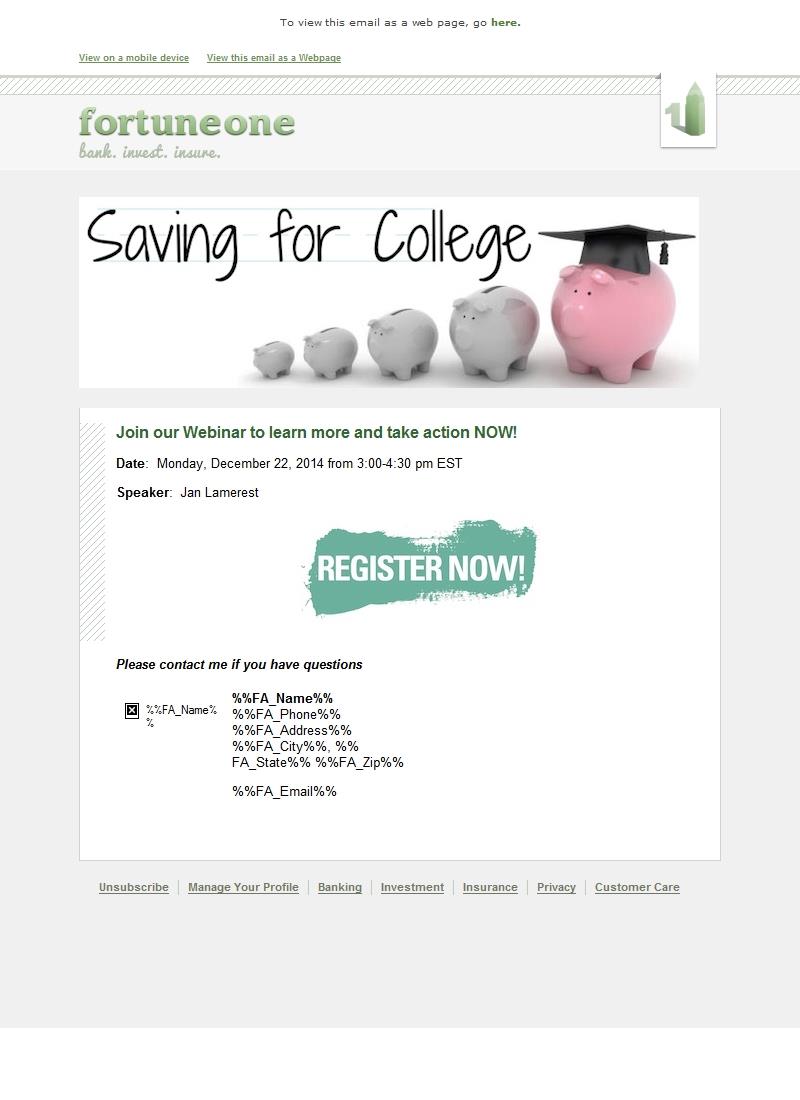 To view this email as a web page, go here.
View on a mobile device View this email as a Webpage
fortuneone
bank. invest. insure.
1
Saving for College
Join our Webinar to learn more and take action NOW!
Date: Monday, December 22, 2014 from 3:00-4:30 pm EST
Speaker: Jan Lamerest
REGISTER NOW!
Please contact me if you have questions
%%FA_Name%
%
%%FA_Name%%
%%FA_Phone%%
%%FA_Address%%
%%FA_City%%, %%
FA_State%% %%FA_Zip%%
%%FA_Email%%
Unsubscribe Manage Your Profile Banking Investment Insurance Privacy Customer Care